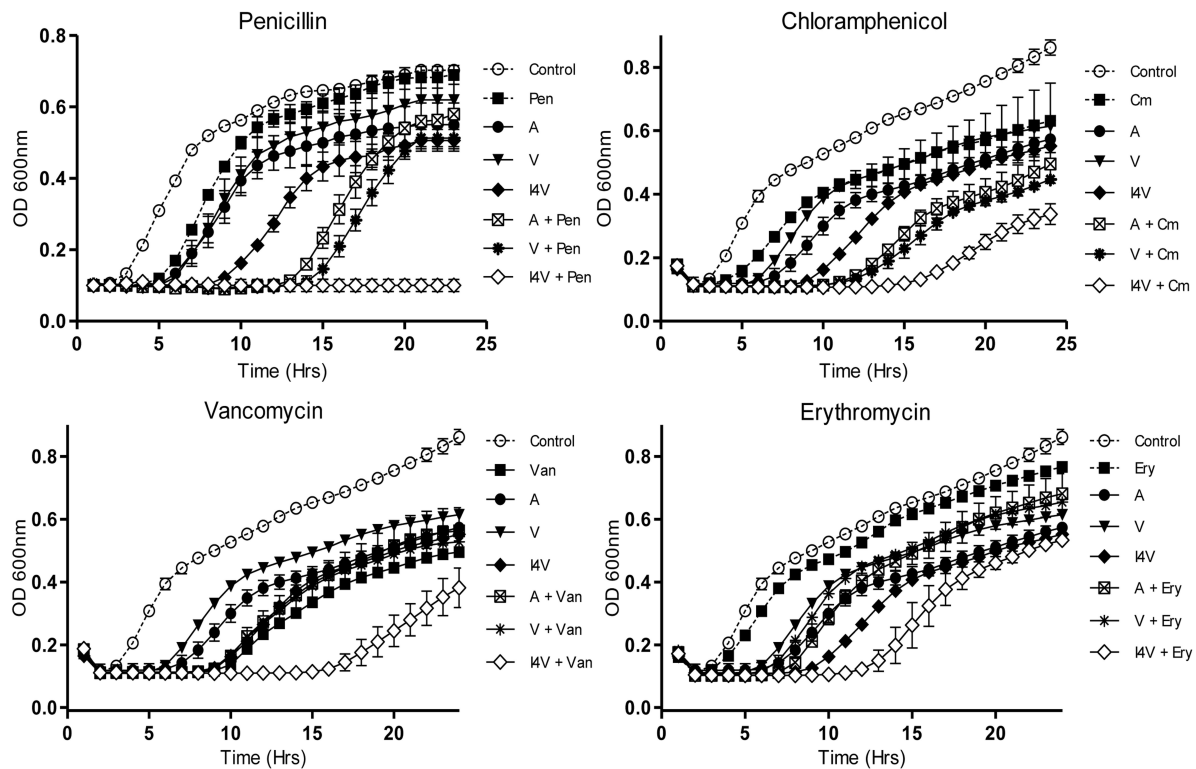 Penicillin
OD 600nm
0.8
0.6
0.4
0.2
0.0
0 5 10 15 20 25
Time (Hrs)
Control
Pen
A
V
I4V
A + Pen
V + Pen
I4V + Pen
Chloramphenicol
OD 600nm
0.8
0.6
0.4
0.2
0.0
0 5 10 15 20 25
Time (Hrs)
Control
Cm
A
V
I4V
A + Cm
V + Cm
I4V + Cm
Vancomycin
OD 600nm
0.8
0.6
0.4
0.2
0.0
0 5 10 15 20
Time (Hrs)
Control
Van
A
V
I4V
A + Van
V + Van
I4V + Van
Erythromycin
OD 600nm
0.8
0.6
0.4
0.2
0.0
0 5 10 15 20
Time (Hrs)
Control
Ery
A
V
I4V
A + Ery
V + Ery
I4V + Ery